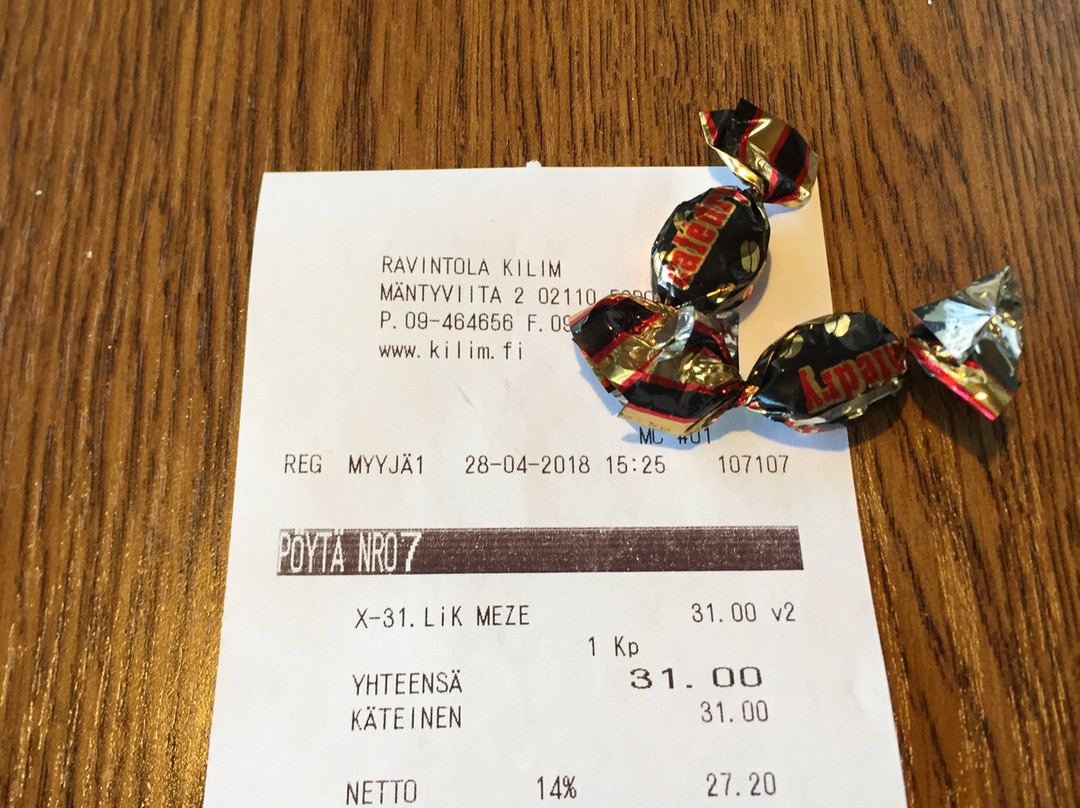 RAVINTOLA KILIM
MÄNTYVIITA 2 02110
P. 09-464656 F. 09
www.kilim.fi
MC #01
REG MYYJÄ1 28-04-2018 15:25 107107
PÖYTÄ NRO7
X-31. LiK MEZE 31.00 v2
1 Kp
YHTEENSÄ 31.00
KÄTEINEN 31.00
NETTO 14% 27.20